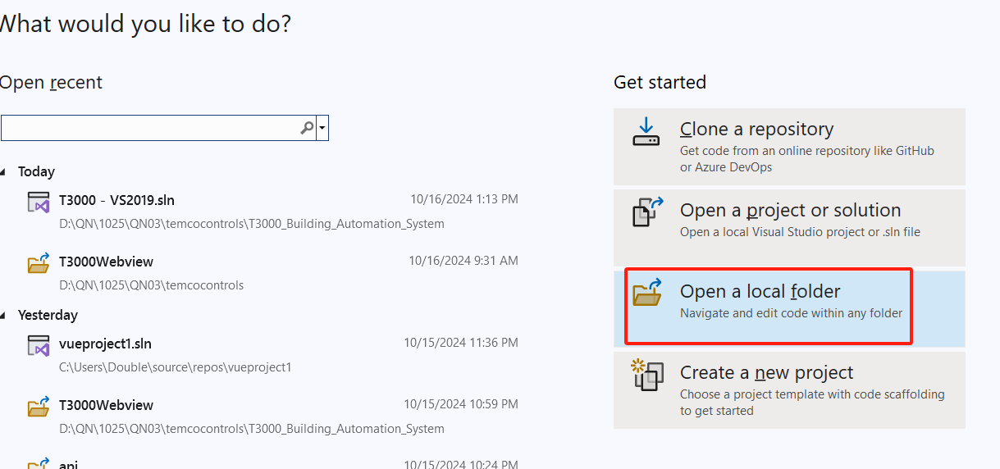 What would you like to do?
Open recent
Today
T3000 - VS2019.sln
10/16/2024 1:13 PM
D:\QN\1025\QN03\temcocontrols\T3000_Building_Automation_System
T3000Webview
10/16/2024 9:31 AM
D:\QN\1025\QN03\temcocontrols
Yesterday
vueproject1.sln
10/15/2024 11:36 PM
C:\Users\Double\source\repos\vueproject1
T3000Webview
10/15/2024 10:59 PM
D:\QN\1025\QN03\temcocontrols\T3000_Building_Automation_System
api
10/15/2024 10:24 PM
Get started
Clone a repository
Get code from an online repository like GitHub
or Azure DevOps
Open a project or solution
Open a local Visual Studio project or .sln file
Open a local folder
Navigate and edit code within any folder
Create a new project
Choose a project template with code scaffolding
to get started